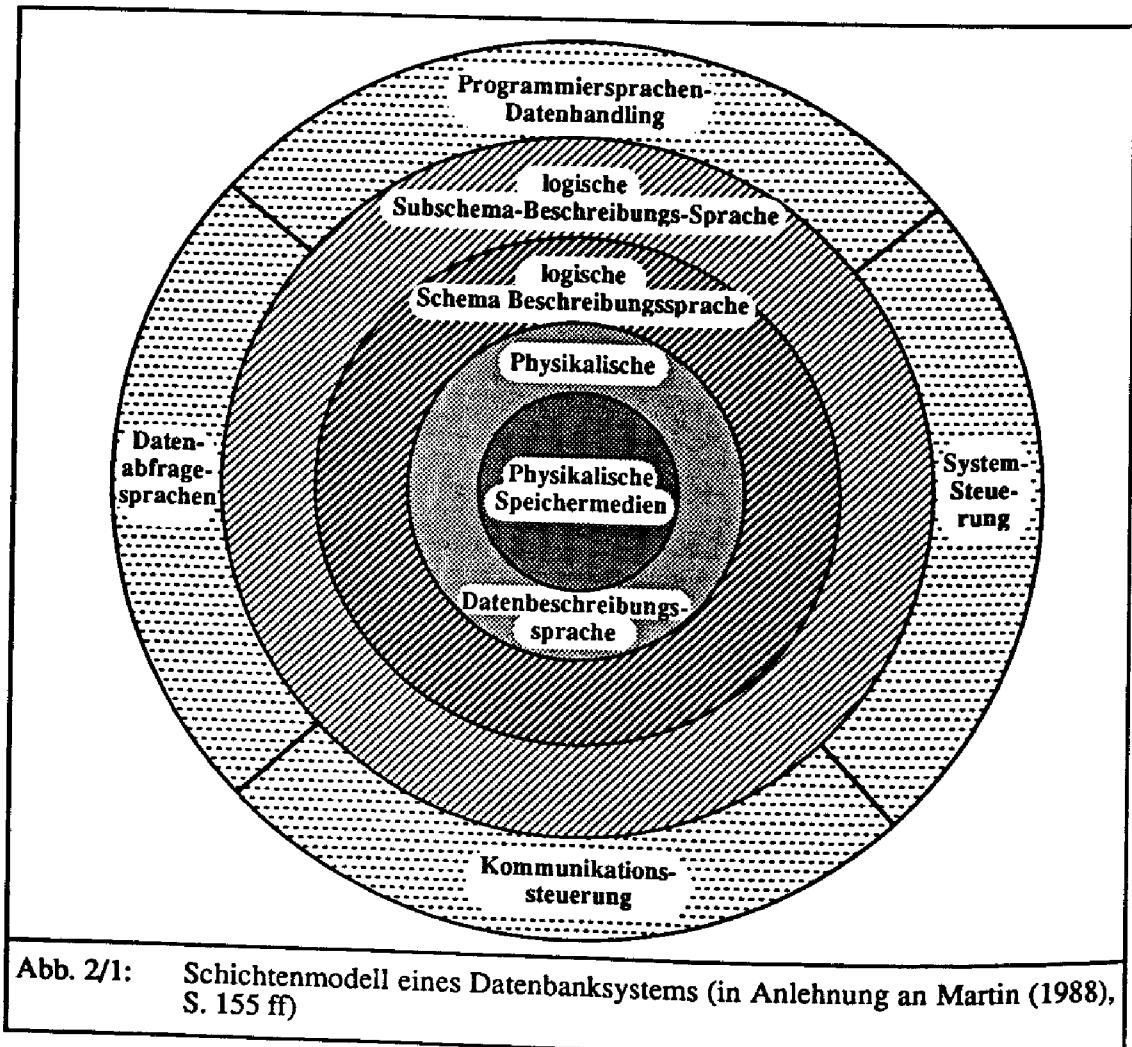 Programmiersprachen-
Datenhandling
logische
Subschema-Beschreibungs-Sprache
logische
Schema Beschreibungssprache
Physikalische
Daten-
abfrage-
sprachen
Physikalische
Speichermedien
System-
Steue-
rung
Datenbeschreibungs-
sprache
Kommunikations-
steuerung
Abb. 2/1: Schichtenmodell eines Datenbanksystems (in Anlehnung an Martin (1988),
S. 155 ff)